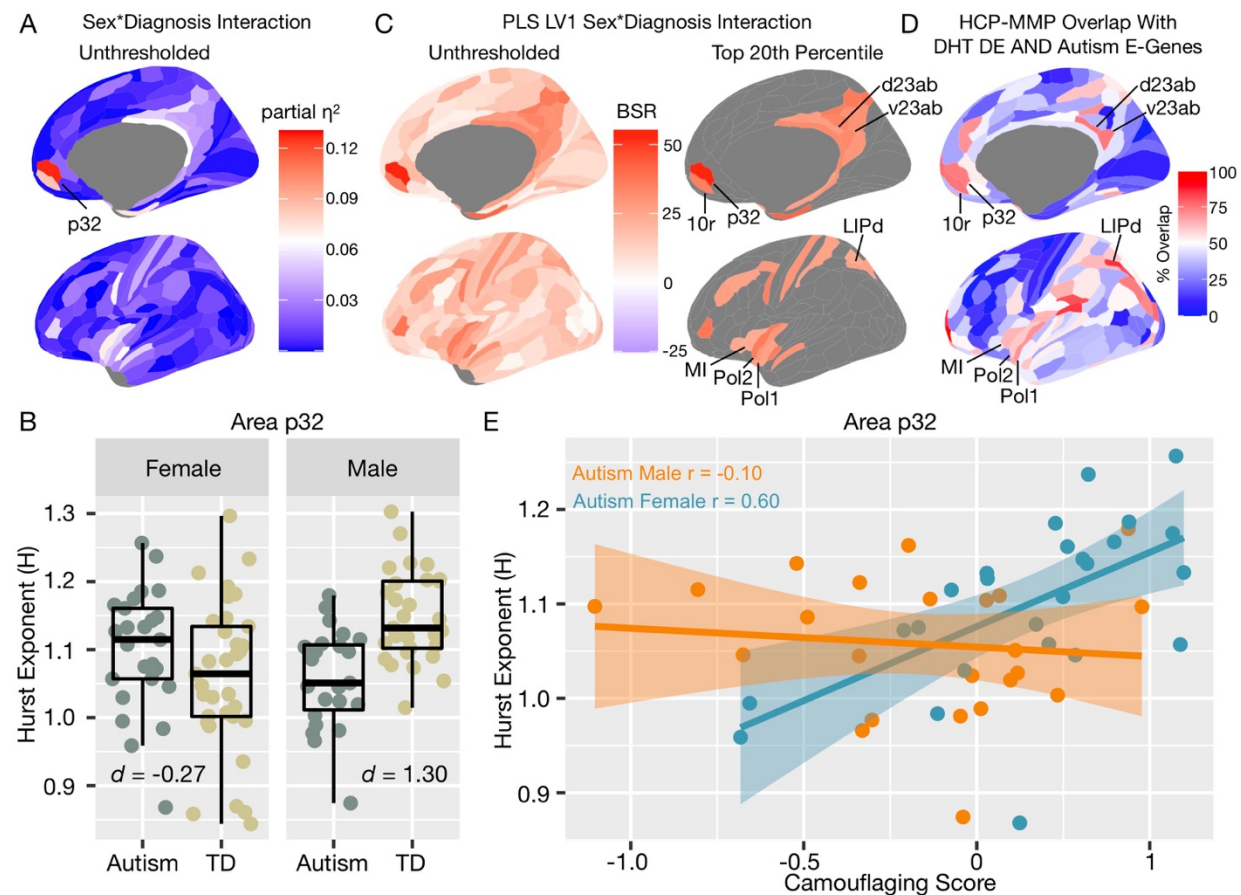 A
Sex*Diagnosis Interaction
Unthresholded
partial η²
0.12
0.09
0.06
0.03
p32
C
PLS LV1 Sex*Diagnosis Interaction
Unthresholded
Top 20th Percentile
BSR
50
25
0
-25
d23ab
v23ab
10r
p32
LIPd
MI
Pol2
Pol1
D
HCP-MMP Overlap With
DHT DE AND Autism E-Genes
d23ab
v23ab
10r
p32
LIPd
MI
Pol2
Pol1
% Overlap
100
75
50
25
0
B
Area p32
Female
Male
Hurst Exponent (H)
1.3
1.2
1.1
1.0
0.9
d = -0.27
d = 1.30
Autism
TD
Autism
TD
E
Area p32
Autism Male r = -0.10
Autism Female r = 0.60
Hurst Exponent (H)
1.2
1.1
1.0
0.9
-1.0
-0.5
0
1
Camouflaging Score